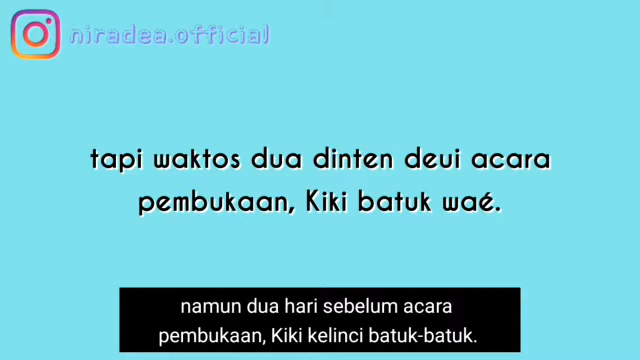 niradea.official
tapi waktos dua dinten deui acara
pembukaan, Kiki batuk waé.
namun dua hari sebelum acara
pembukaan, Kiki kelinci batuk-batuk.